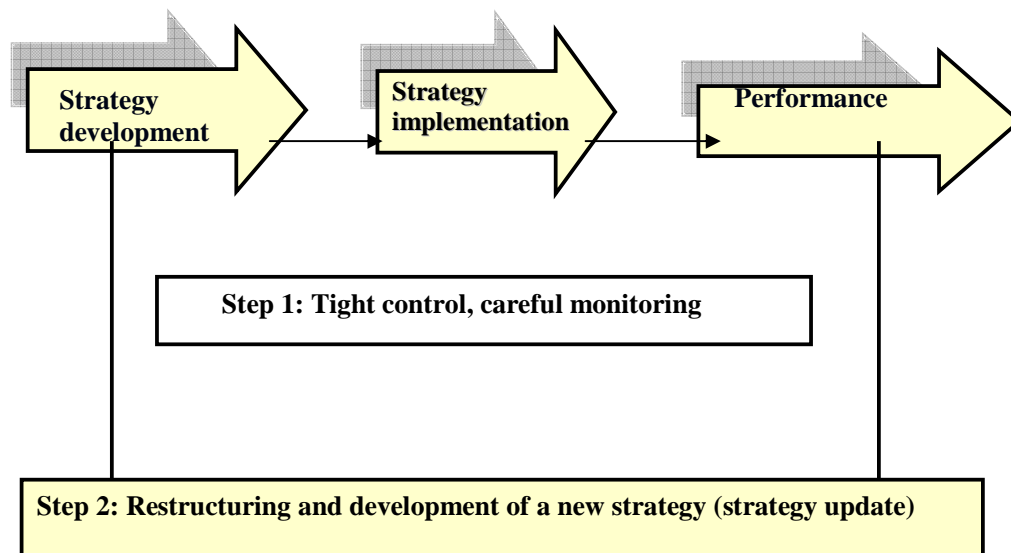 Strategy
development
Strategy
implementation
Performance
Step 1: Tight control, careful monitoring
Step 2: Restructuring and development of a new strategy (strategy update)